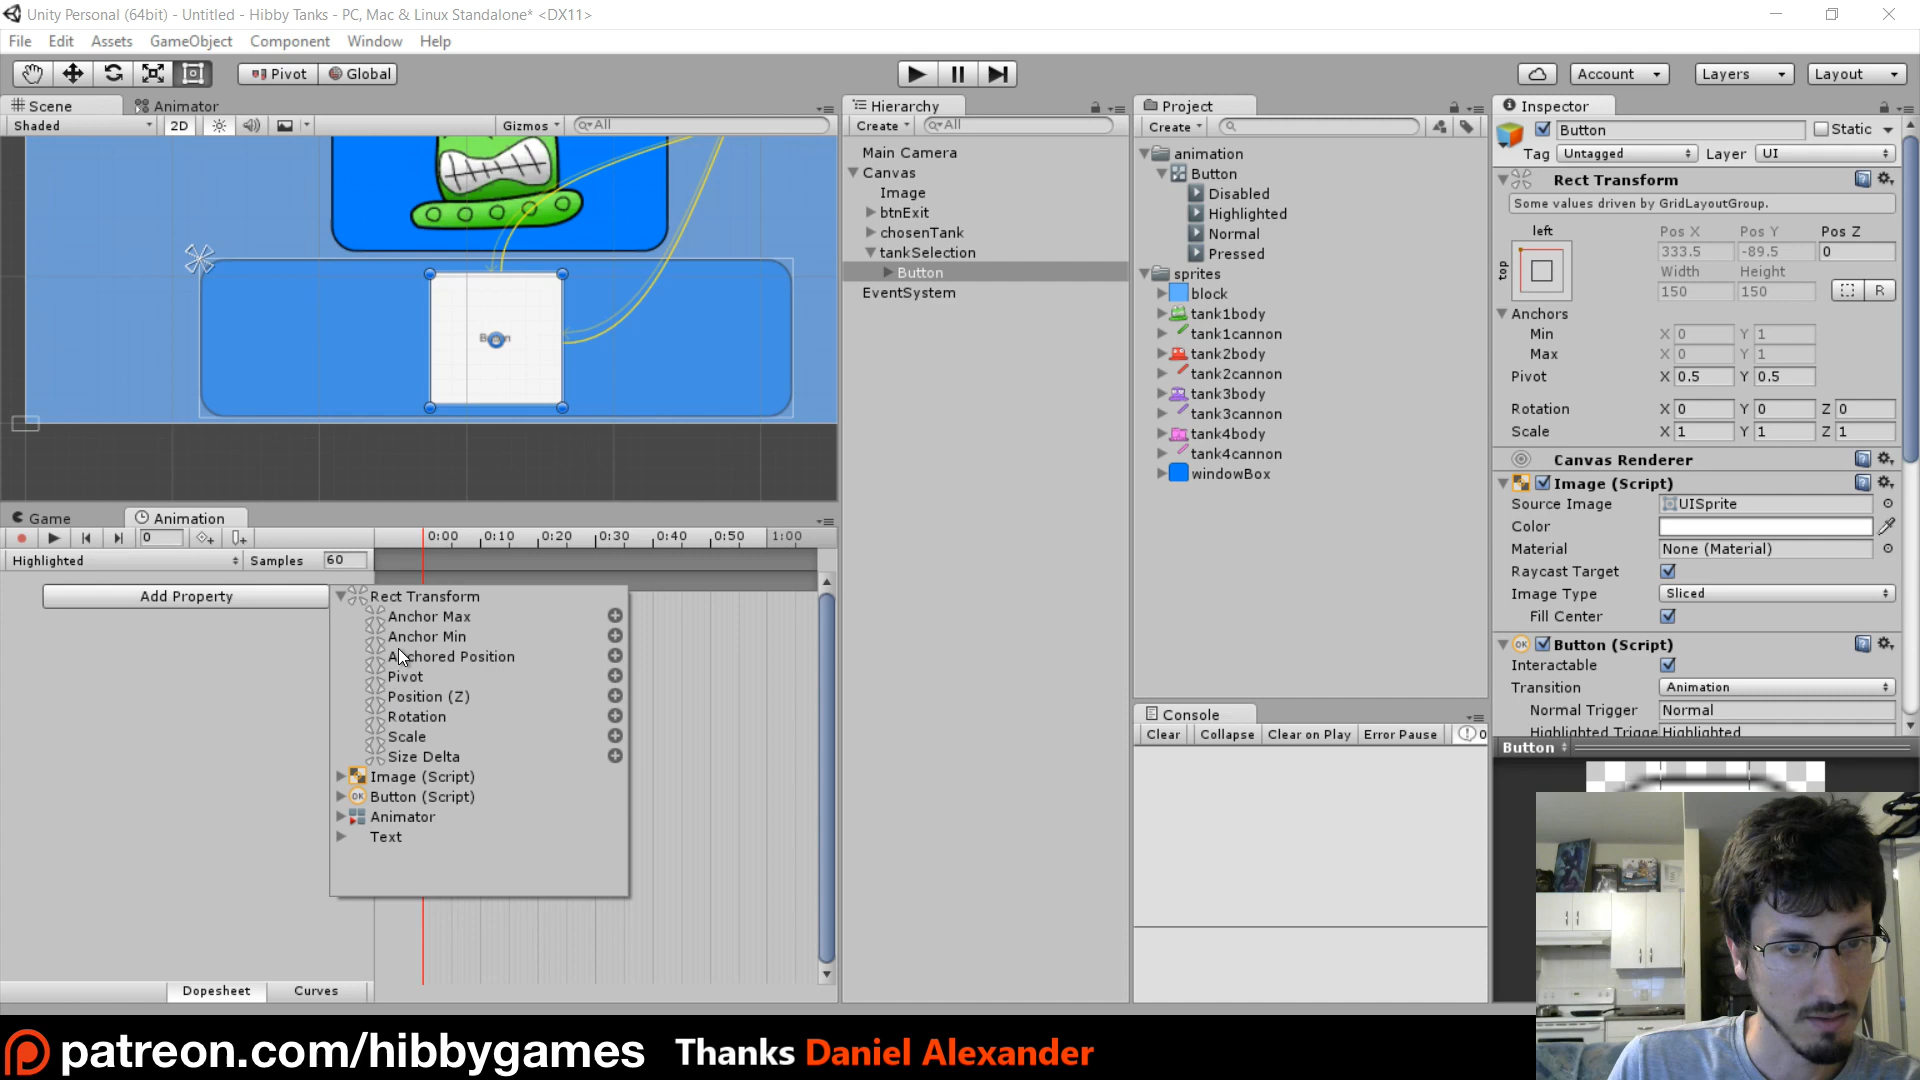 Unity Personal (64bit) - Untitled - Hibby Tanks - PC, Mac & Linux Standalone* <DX11>
File Edit Assets GameObject Component Window Help
Pivot Global Account Layers Layout
Scene Animator
Shaded 2D Gizmos All
Hierarchy
Create All
Main Camera
Canvas
Image
btnExit
chosenTank
tankSelection
Button
EventSystem
Project
Create
animation
Button
Disabled
Highlighted
Normal
Pressed
sprites
block
tank1body
tank1cannon
tank2body
tank2cannon
tank3body
tank3cannon
tank4body
tank4cannon
windowBox
Console
Clear Collapse Clear on Play Error Pause 0
Inspector
Button Static
Tag Untagged Layer UI
Rect Transform
Some values driven by GridLayoutGroup.
left Pos X Pos Y Pos Z
top 333.5 -89.5 0
Width Height
150 150 R
Anchors
Min X 0 Y 1
Max X 0 Y 1
Pivot X 0.5 Y 0.5
Rotation X 0 Y 0 Z 0
Scale X 1 Y 1 Z 1
Canvas Renderer
Image (Script)
Source Image UISprite
Color
Material None (Material)
Raycast Target
Image Type Sliced
Fill Center
OK Button (Script)
Interactable
Transition Animation
Normal Trigger Normal
Highlighted Trigge Highlighted
Button
Game Animation
0 0:00 0:10 0:20 0:30 0:40 0:50 1:00
Highlighted Samples 60
Add Property
Rect Transform
Anchor Max
Anchor Min
Anchored Position
Pivot
Position (Z)
Rotation
Scale
Size Delta
Image (Script)
OK Button (Script)
Animator
Text
Dopesheet Curves
patreon.com/hibbygames Thanks Daniel Alexander